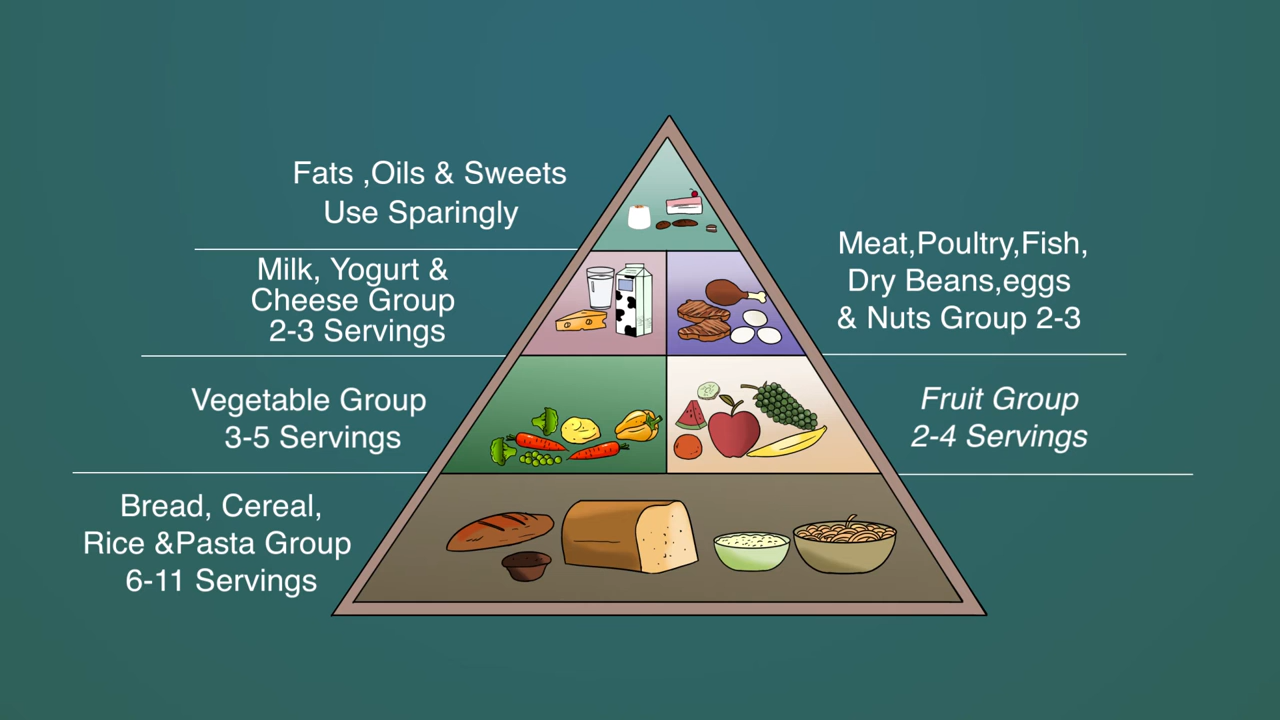 Fats ,Oils & Sweets
Use Sparingly
Milk, Yogurt &
Cheese Group
2-3 Servings
Meat,Poultry,Fish,
Dry Beans,eggs
& Nuts Group 2-3
Vegetable Group
3-5 Servings
Fruit Group
2-4 Servings
Bread, Cereal,
Rice &Pasta Group
6-11 Servings